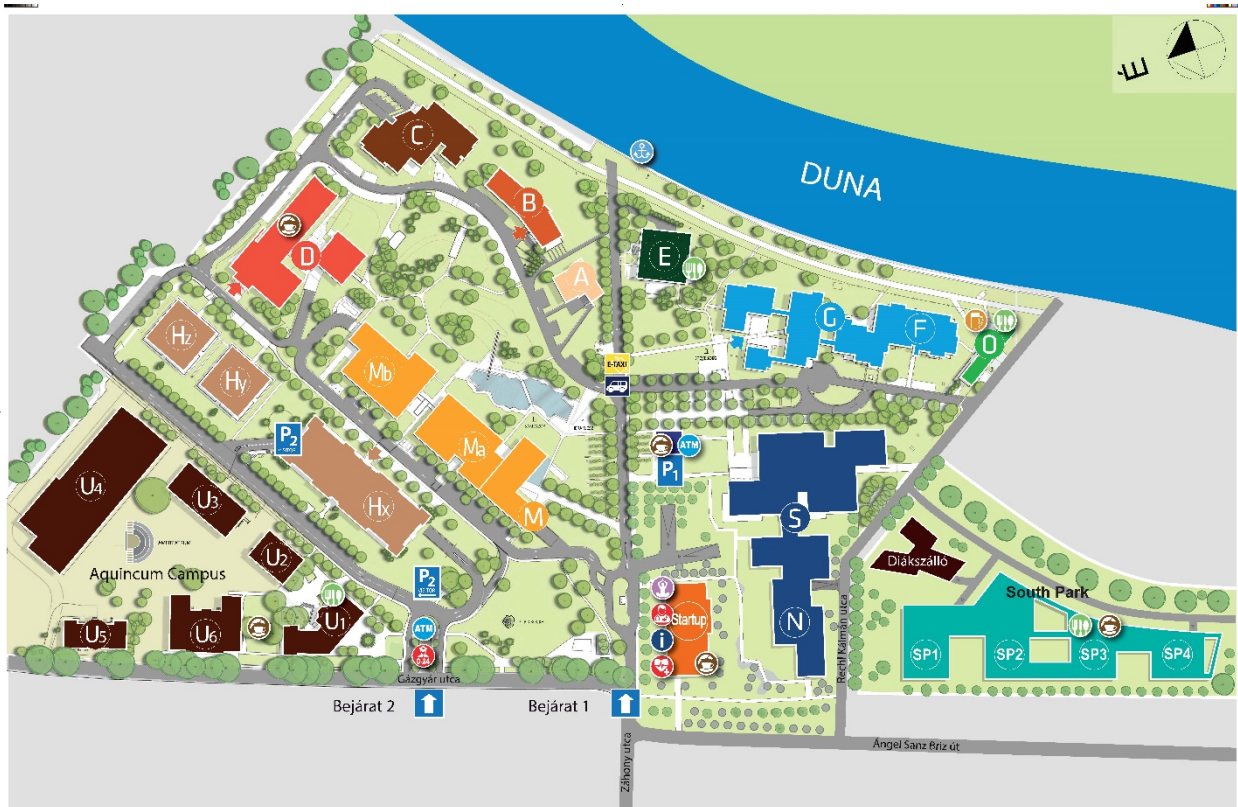 É
DUNA
C
B
A
E
D
G
F
O
Hz
Hy
Mb
Ma
M
E-TAXI
P2
Hx
ATM
P1
S
N
U4
U3
U2
U1
U6
U5
Aquincum Campus
P2
ATM
Gázgyár utca
Bejárat 2
Bejárat 1
Startup
i
Záhony utca
Reichl Kálmán utca
Diákszálló
South Park
SP1
SP2
SP3
SP4
Ángel Sanz Briz út